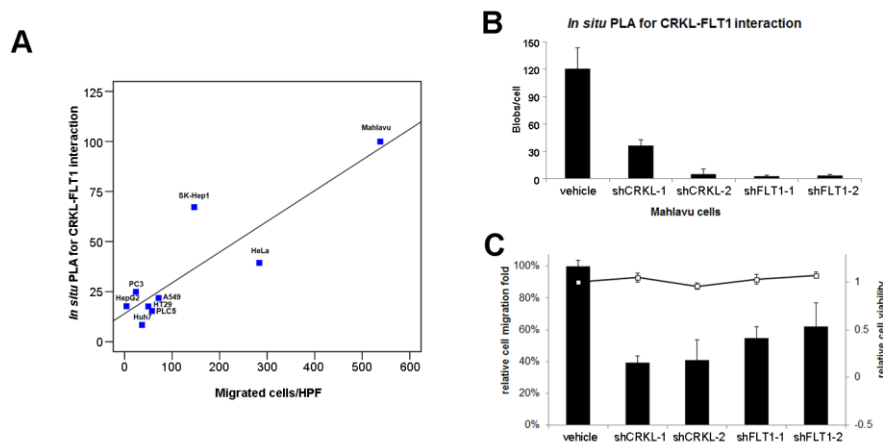 A
In situ PLA for CRKL-FLT1 interaction
125
100
75
50
25
0
Mahlavu
SK-Hep1
HeLa
PC3
HepG2
A549
HT29
PLC5
Huh7
0 100 200 300 400 500 600
Migrated cells/HPF
B
In situ PLA for CRKL-FLT1 interaction
Blobs/cell
150
120
90
60
30
0
vehicle shCRKL-1 shCRKL-2 shFLT1-1 shFLT1-2
Mahlavu cells
C
relative cell migration fold
100%
80%
60%
40%
20%
0%
1
0.5
0
-0.5
relative cell viability
vehicle shCRKL-1 shCRKL-2 shFLT1-1 shFLT1-2